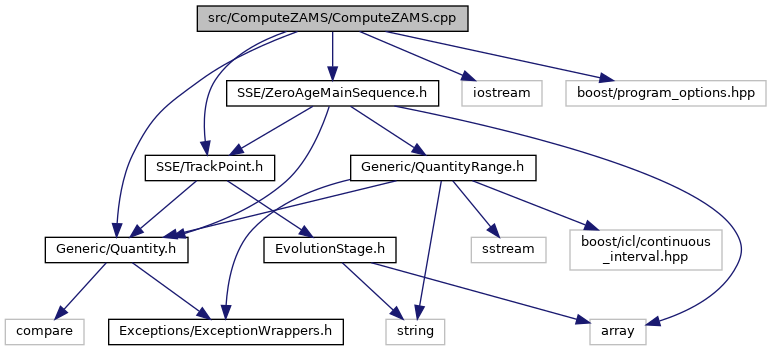 src/ComputeZAMS/ComputeZAMS.cpp
SSE/ZeroAgeMainSequence.h
iostream
boost/program_options.hpp
SSE/TrackPoint.h
Generic/QuantityRange.h
Generic/Quantity.h
EvolutionStage.h
sstream
boost/icl/continuous
_interval.hpp
compare
Exceptions/ExceptionWrappers.h
string
array